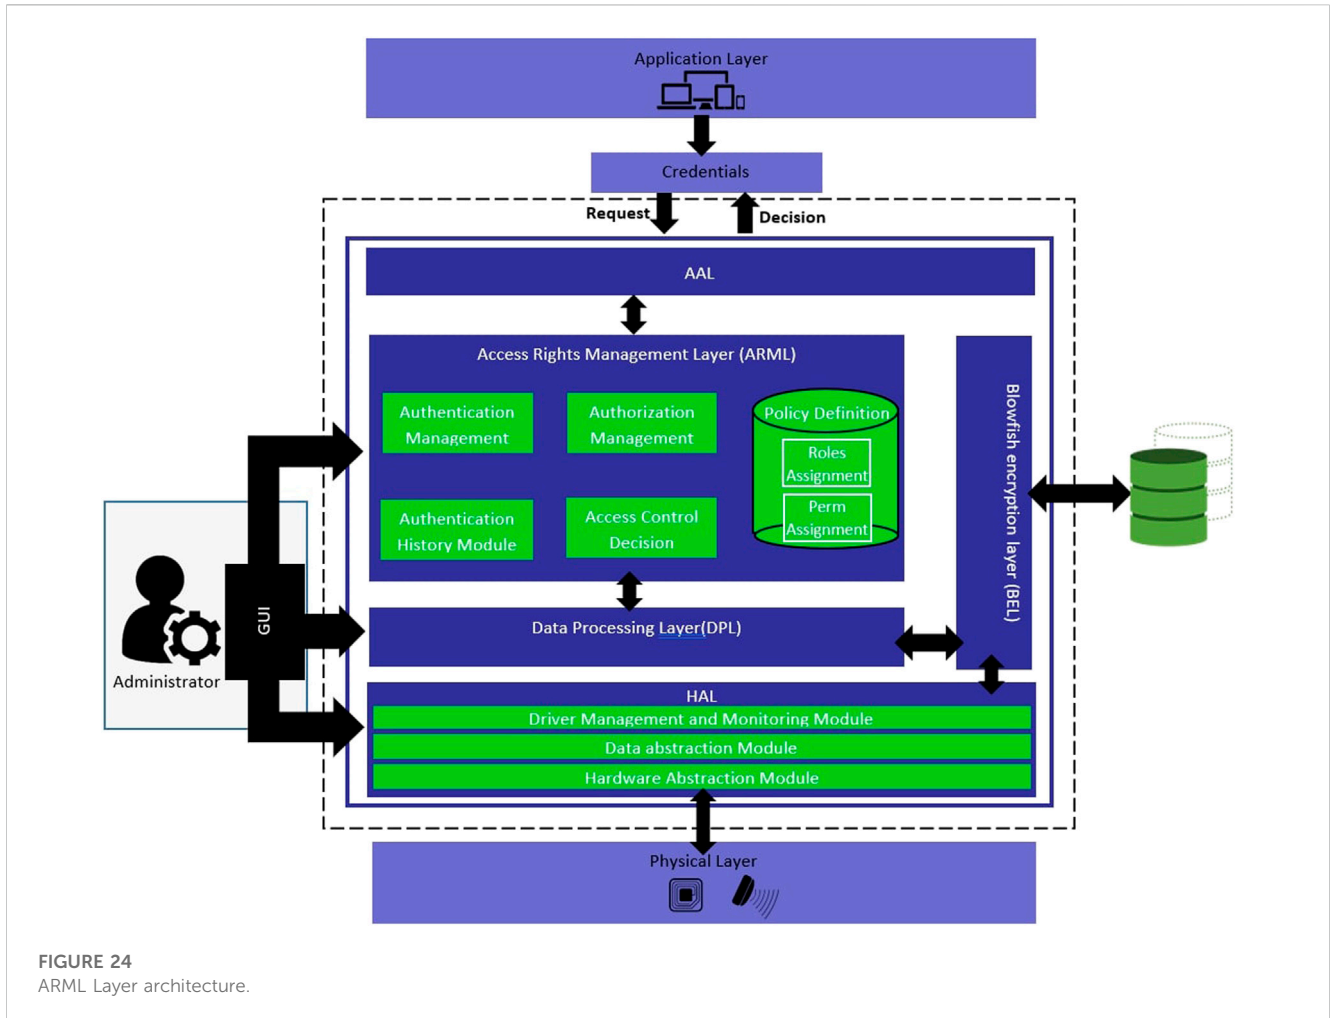 Application Layer
Credentials
Request
Decision
AAL
Access Rights Management Layer (ARML)
Authentication
Management
Authorization
Management
Policy Definition
Roles
Assignment
Perm
Assignment
Authentication
History Module
Access Control
Decision
Blowfish encryption layer (BEL)
GUI
Administrator
Data Processing Layer(DPL)
HAL
Driver Management and Monitoring Module
Data abstraction Module
Hardware Abstraction Module
Physical Layer
FIGURE 24
ARML Layer architecture.